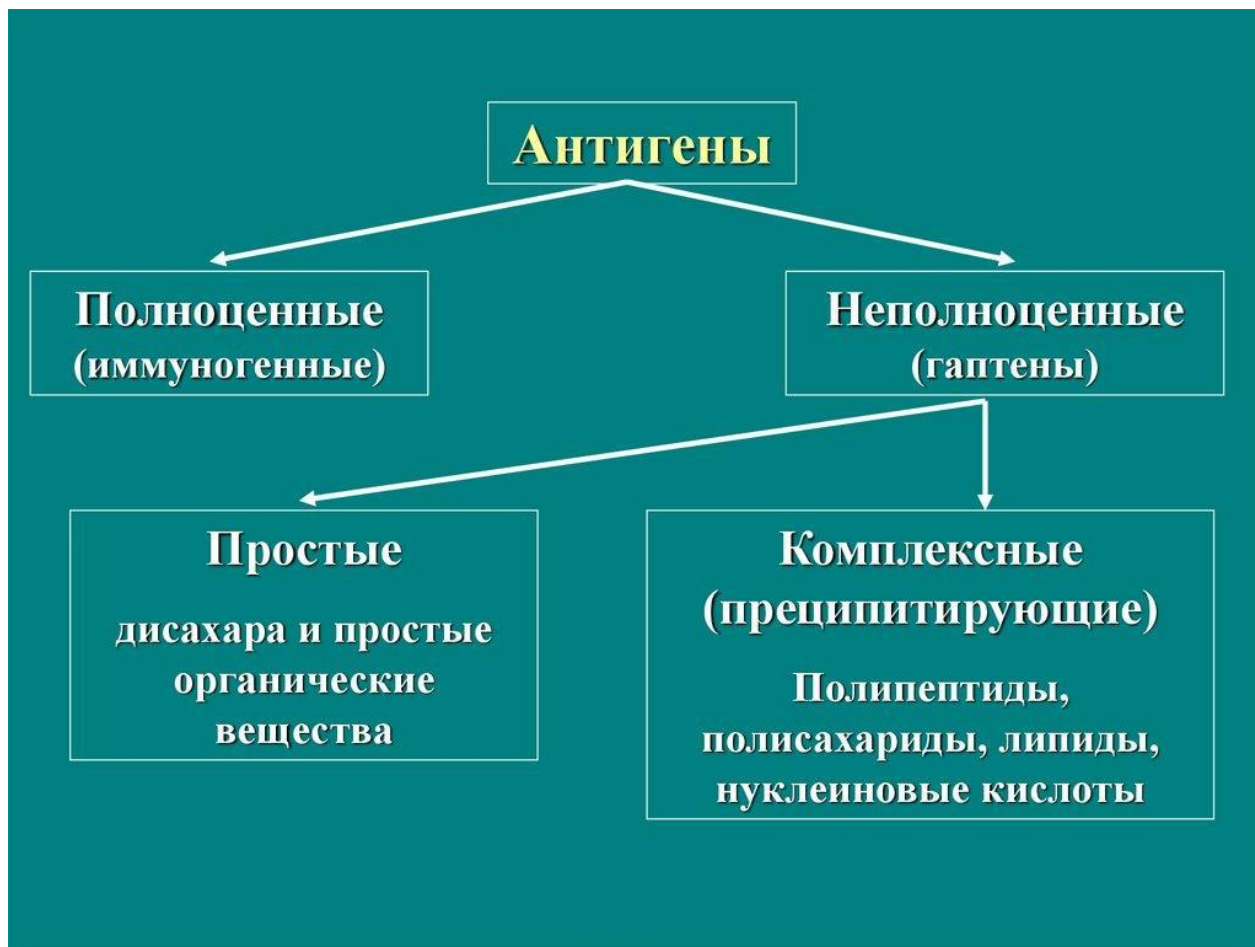 Антигены
Полноценные
(иммуногенные)
Неполноценные
(гаптены)
Простые
дисахара и простые
органические
вещества
Комплексные
(преципитирующие)
Полипептиды,
полисахариды, липиды,
нуклеиновые кислоты